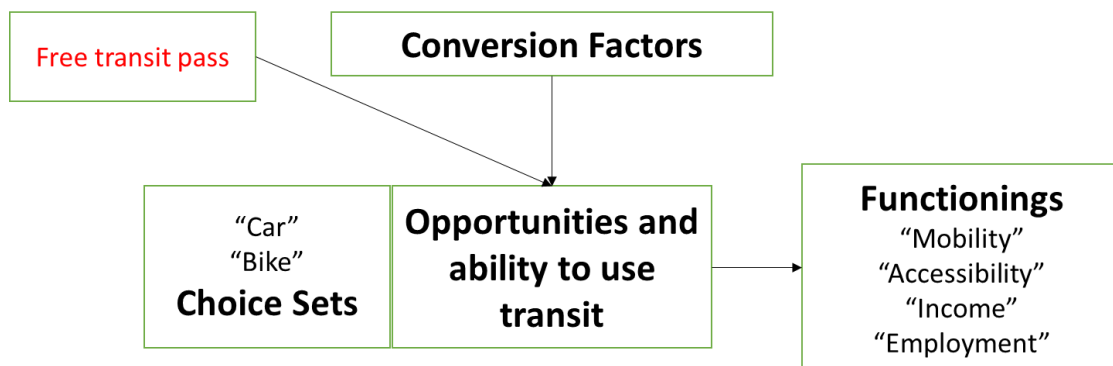 Free transit pass
Conversion Factors
“Car”
“Bike”
Choice Sets
Opportunities and
ability to use
transit
Functionings
“Mobility”
“Accessibility”
“Income”
“Employment”